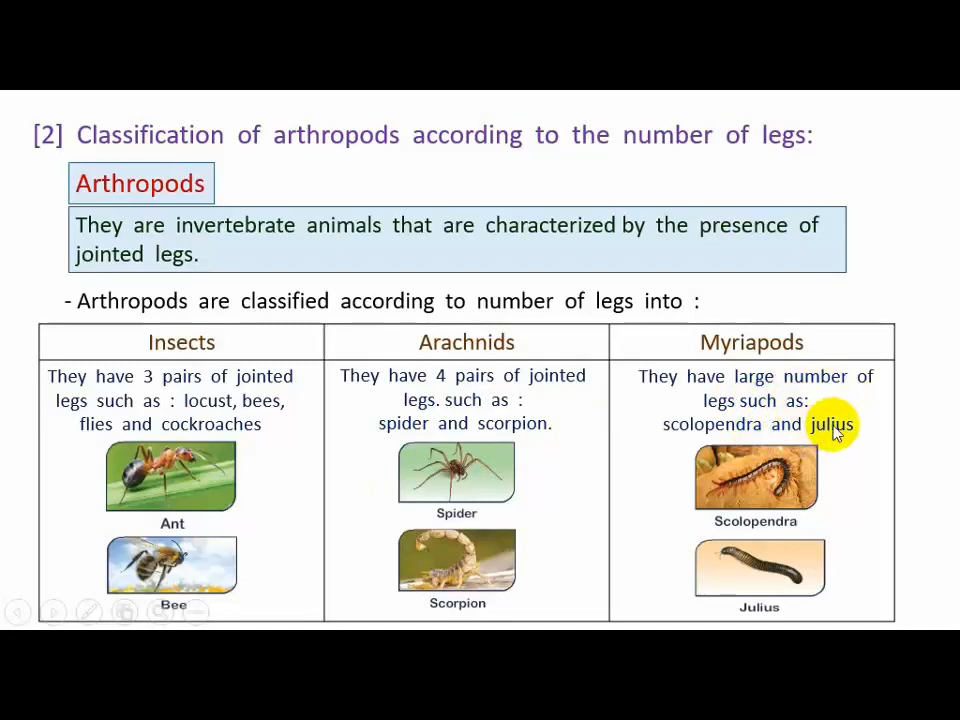 [2] Classification of arthropods according to the number of legs:
Arthropods
They are invertebrate animals that are characterized by the presence of
jointed legs.
- Arthropods are classified according to number of legs into :
Insects
They have 3 pairs of jointed
legs such as : locust, bees,
flies and cockroaches
Ant
Bee
Arachnids
They have 4 pairs of jointed
legs. such as :
spider and scorpion.
Spider
Scorpion
Myriapods
They have large number of
legs such as:
scolopendra and julius
Scolopendra
Julius